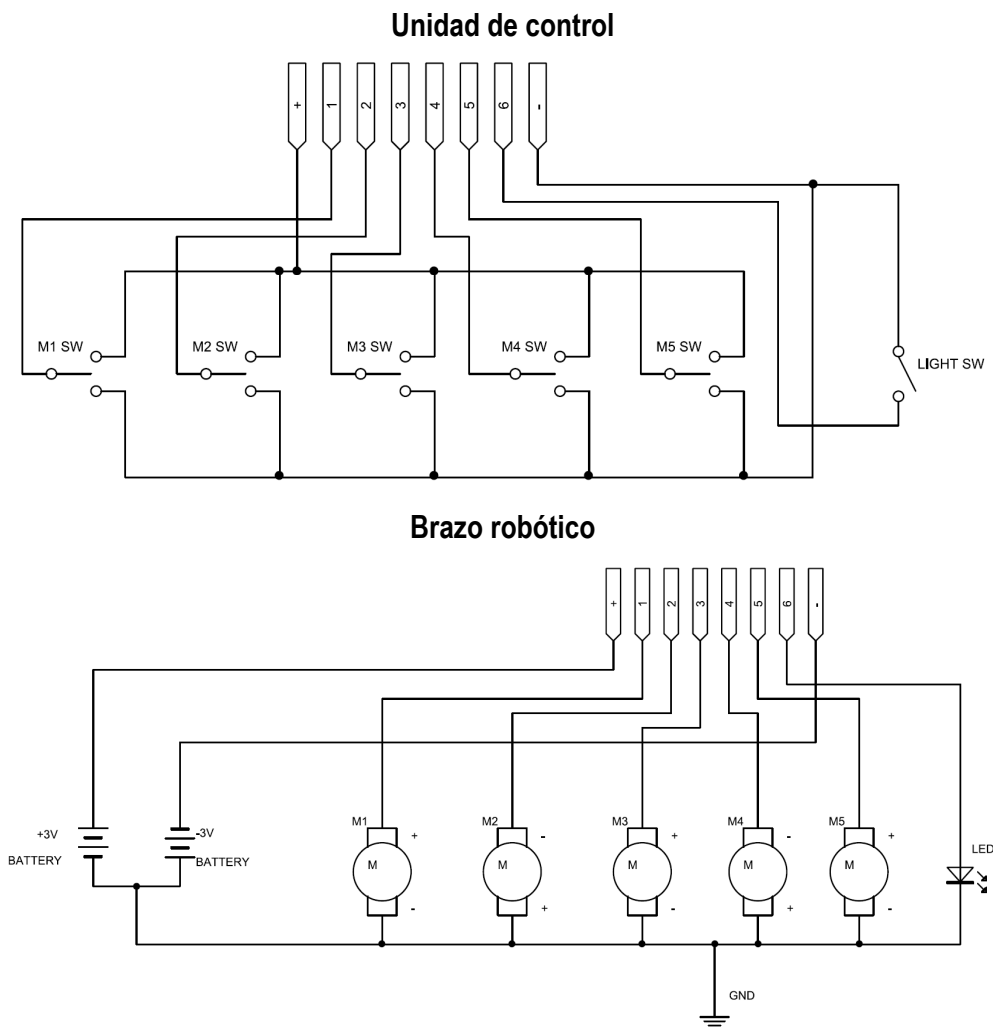 Unidad de control
+ 1 2 3 4 5 6 -
M1 SW M2 SW M3 SW M4 SW M5 SW
LIGHT SW
Brazo robótico
+ 1 2 3 4 5 6 -
+3V
BATTERY
-3V
BATTERY
M1 + M2 - M3 + M4 - M5 +
LED
M M M M M
- + - + -
GND